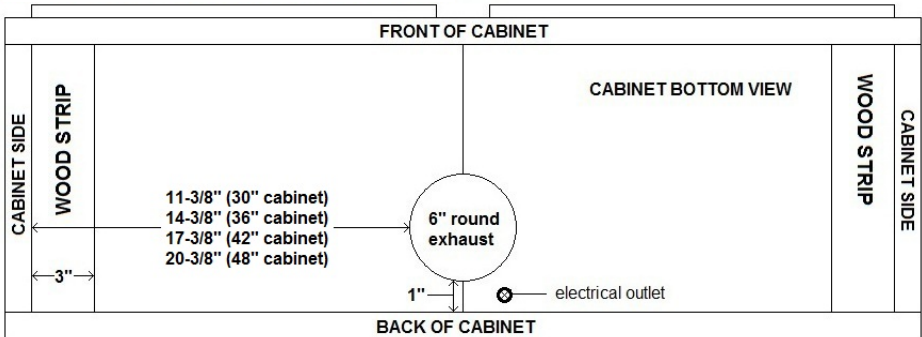 FRONT OF CABINET
CABINET SIDE
WOOD STRIP
CABINET BOTTOM VIEW
WOOD STRIP
CABINET SIDE
11-3/8" (30" cabinet)
14-3/8" (36" cabinet)
17-3/8" (42" cabinet)
20-3/8" (48" cabinet)
6" round
exhaust
3"
1"
electrical outlet
BACK OF CABINET